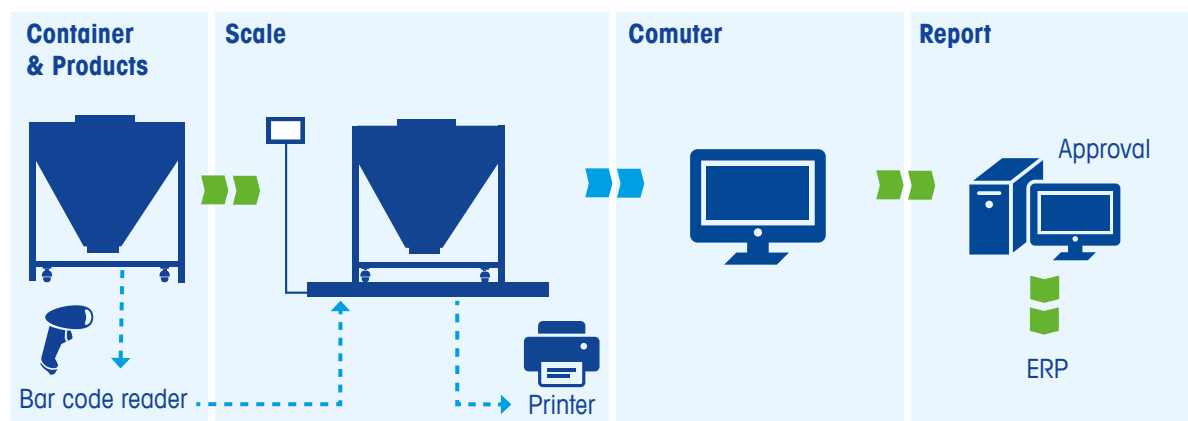 Container
& Products
Scale
Comuter
Report
Approval
Bar code reader
Printer
ERP